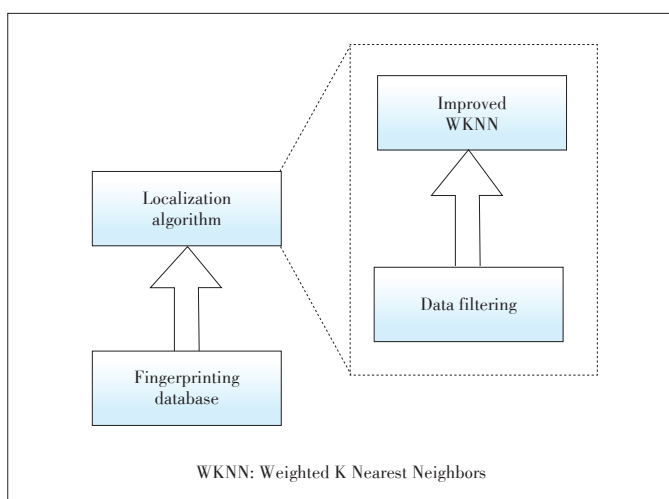 Improved
WKNN
Localization
algorithm
Data filtering
Fingerprinting
database
WKNN: Weighted K Nearest Neighbors